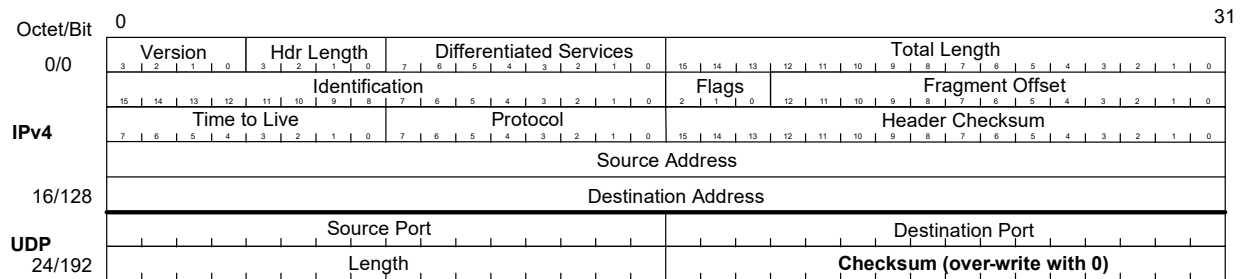 Octet/Bit 0 31
0/0 Version Hdr Length Differentiated Services Total Length
3 2 1 0 3 2 1 0 7 6 5 4 3 2 1 0 15 14 13 12 11 10 9 8 7 6 5 4 3 2 1 0
Identification Flags Fragment Offset
15 14 13 12 11 10 9 8 7 6 5 4 3 2 1 0 2 1 0 12 11 10 9 8 7 6 5 4 3 2 1 0
IPv4 Time to Live Protocol Header Checksum
7 6 5 4 3 2 1 0 7 6 5 4 3 2 1 0 15 14 13 12 11 10 9 8 7 6 5 4 3 2 1 0
Source Address
16/128 Destination Address
UDP Source Port Destination Port
24/192 Length Checksum (over-write with 0)